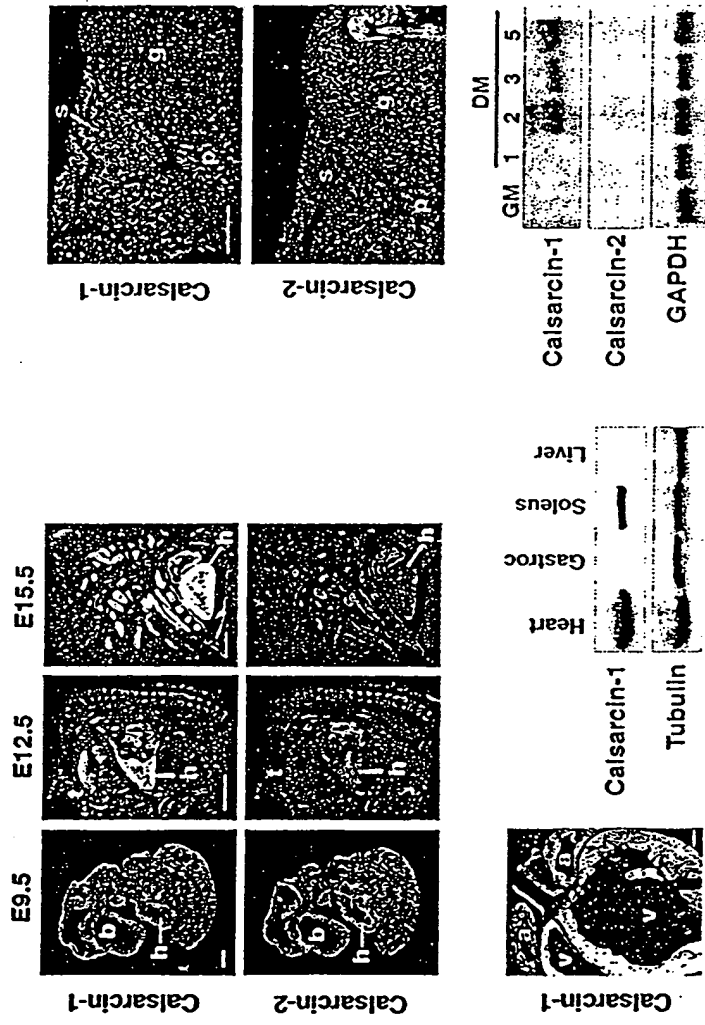 E9.5
E12.5
E15.5
Calsarcin-1
b
h
t
h
h
Calsarcin-2
b
h
t
h
h
Calsarcin-1
s
g
p
Calsarcin-2
s
g
p
Calsarcin-1
a
a
v
v
Heart
Gastroc
Soleus
Liver
Calsarcin-1
Tubulin
DM
GM 1 2 3 5
Calsarcin-1
Calsarcin-2
GAPDH